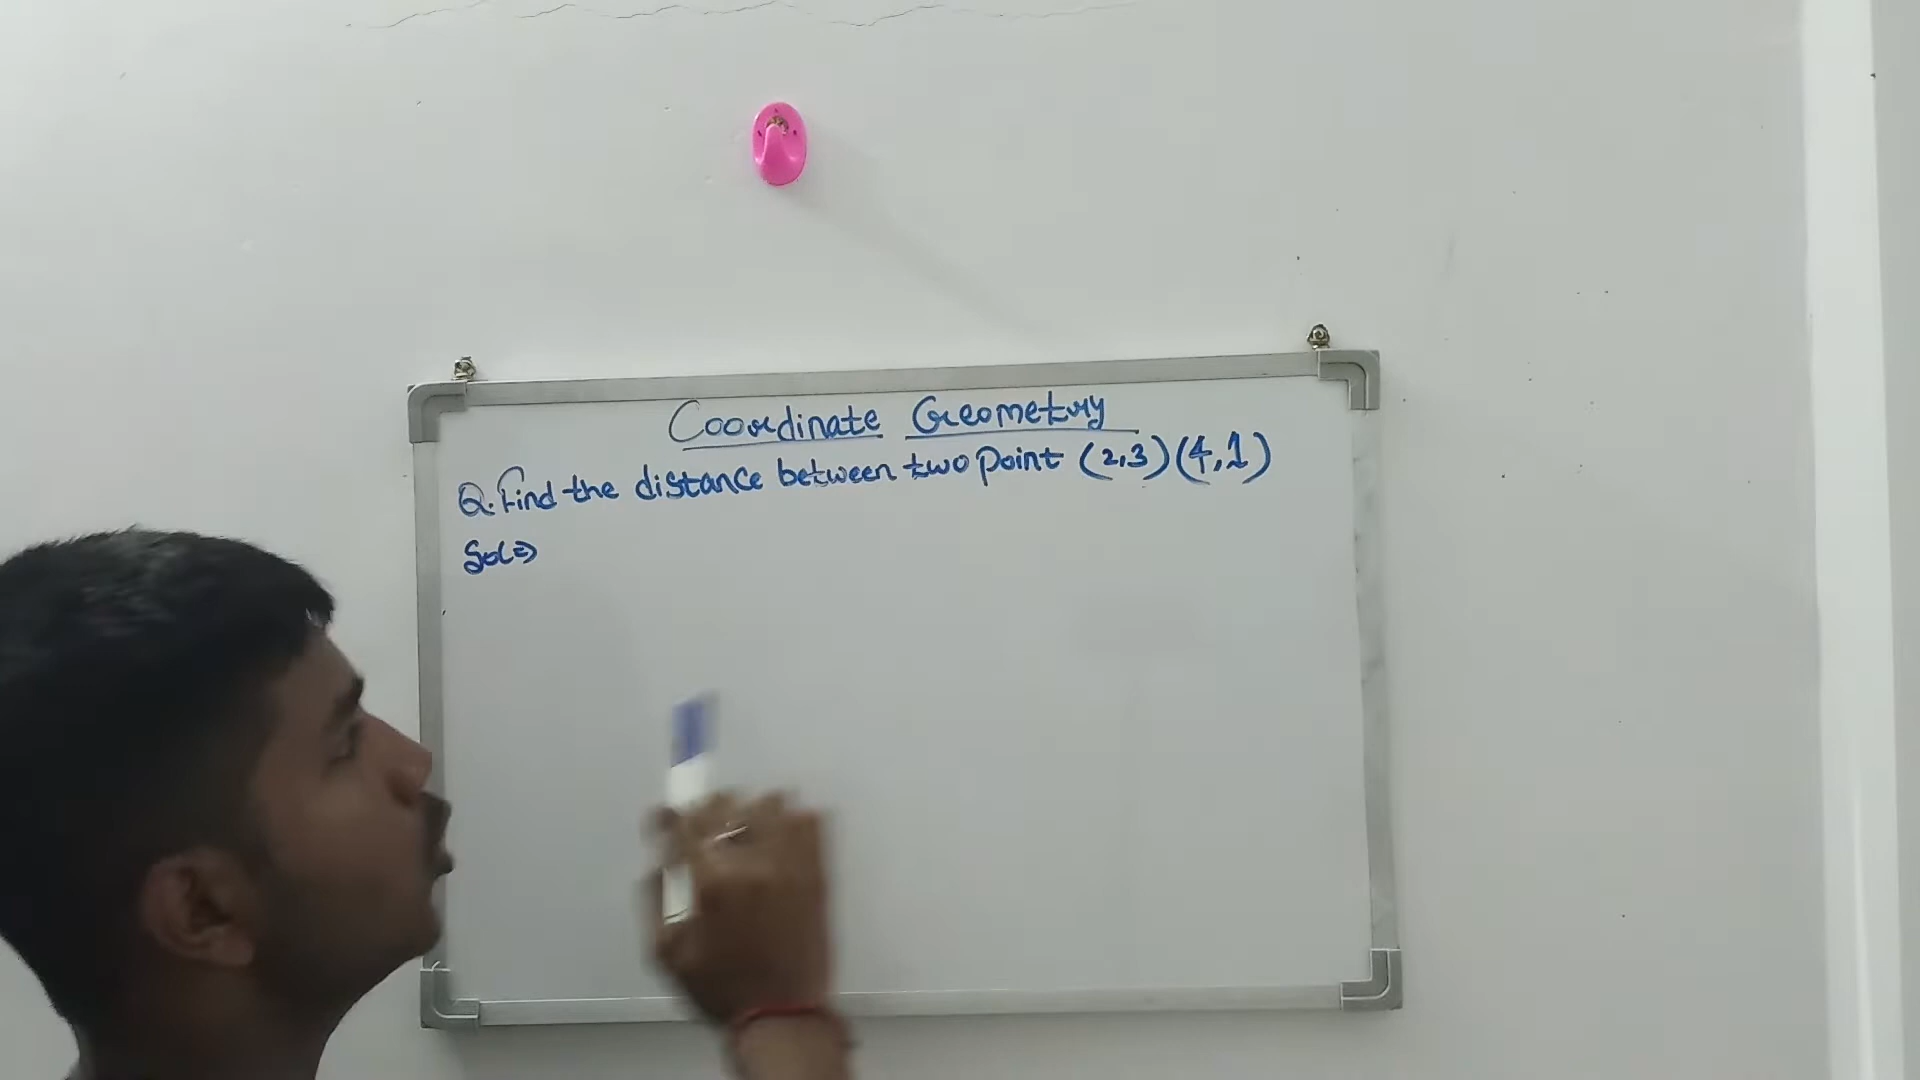 Coordinate Geometry
Q. Find the distance between two point (2,3)(4,1)
Sol⇒